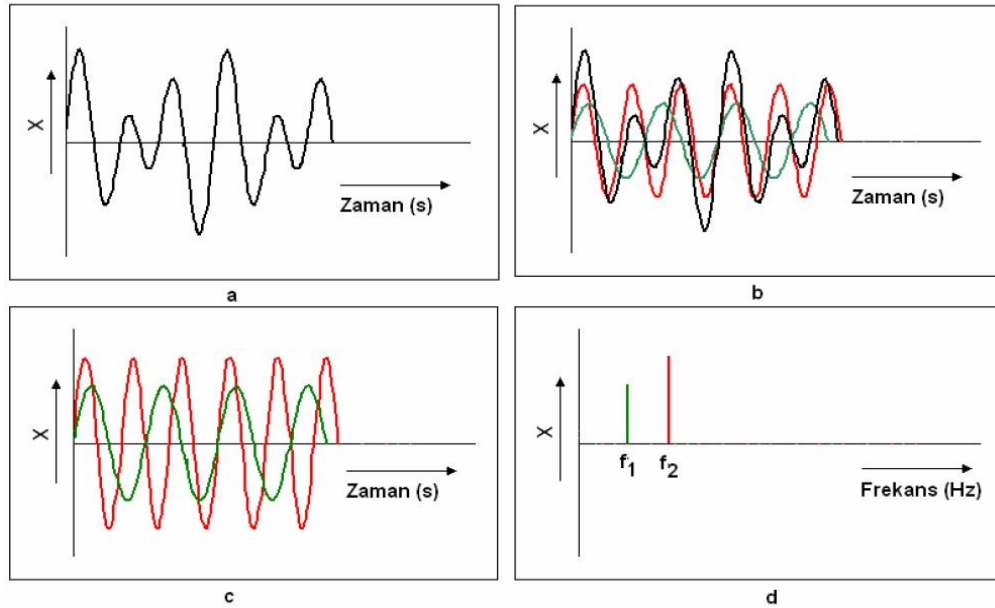 X
Zaman (s)
a
X
Zaman (s)
b
X
Zaman (s)
c
X
f1 f2
Frekans (Hz)
d